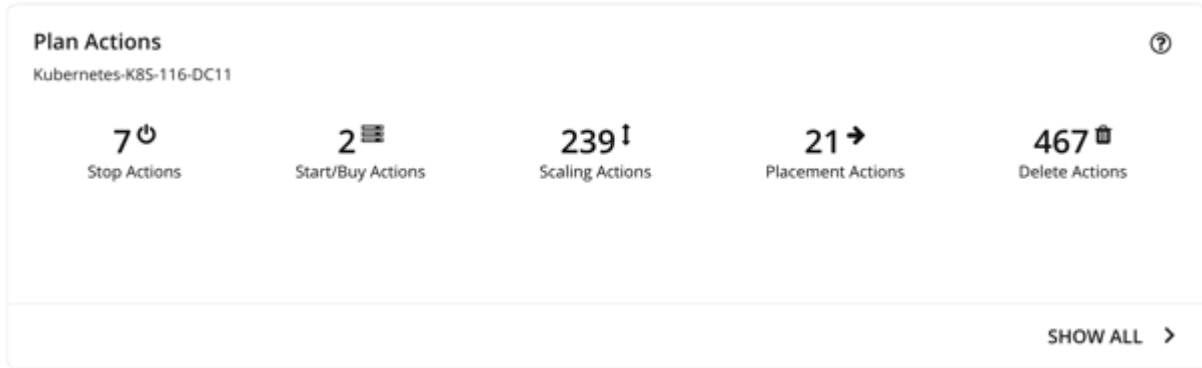 Plan Actions
Kubernetes-K8S-116-DC11
7 2 239 21 467
Stop Actions Start/Buy Actions Scaling Actions Placement Actions Delete Actions
SHOW ALL